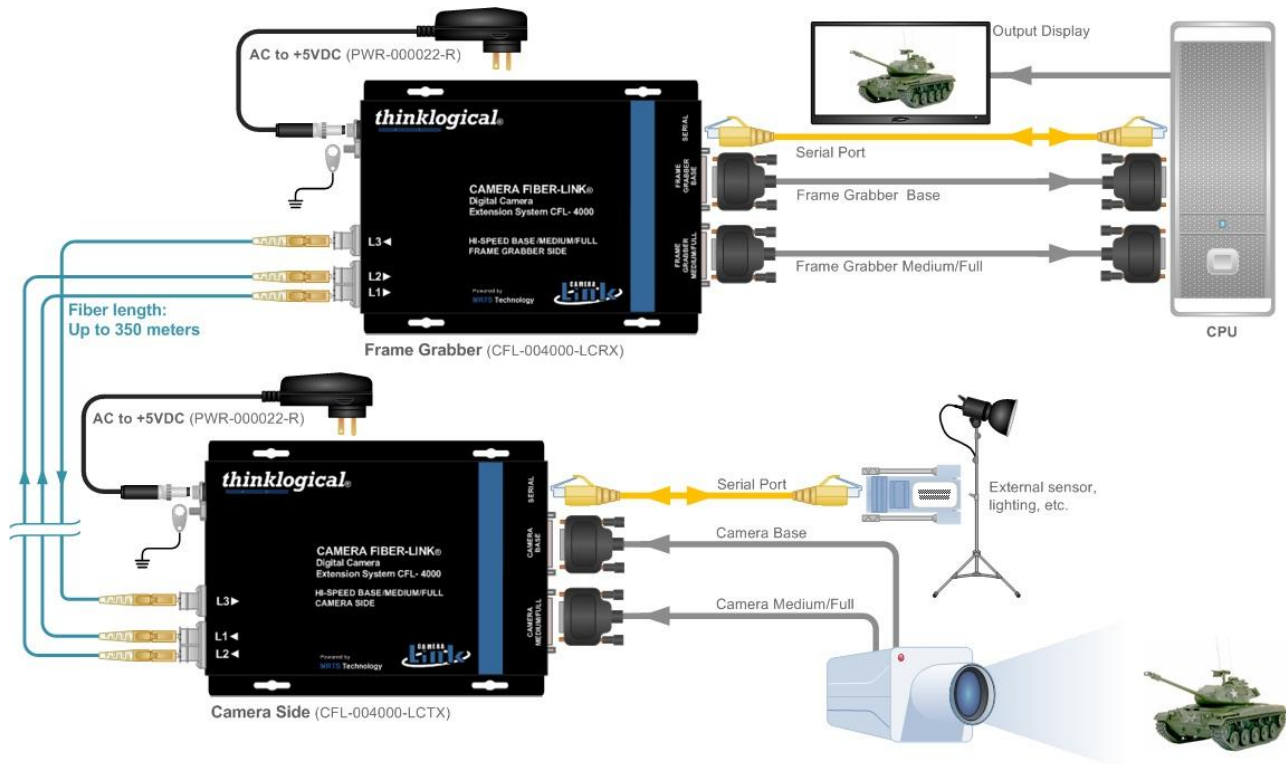 AC to +5VDC (PWR-000022-R)
thinklogical®
SERIAL
FRAME
GRABBER
BASE
FRAME
GRABBER
MEDIUM/FULL
CAMERA FIBER-LINK®
Digital Camera
Extension System CFL- 4000
HI-SPEED BASE/MEDIUM/FULL
FRAME GRABBER SIDE
L3◄
L2►
L1►
Powered by
MRTS Technology
CAMERA
Link
Output Display
Serial Port
Frame Grabber Base
Frame Grabber Medium/Full
CPU
Fiber length:
Up to 350 meters
Frame Grabber (CFL-004000-LCRX)
AC to +5VDC (PWR-000022-R)
thinklogical®
SERIAL
CAMERA
BASE
CAMERA
MEDIUM/FULL
CAMERA FIBER-LINK®
Digital Camera
Extension System CFL- 4000
HI-SPEED BASE/MEDIUM/FULL
CAMERA SIDE
L3►
L1◄
L2◄
Powered by
MRTS Technology
CAMERA
Link
Serial Port
External sensor,
lighting, etc.
Camera Base
Camera Medium/Full
Camera Side (CFL-004000-LCTX)